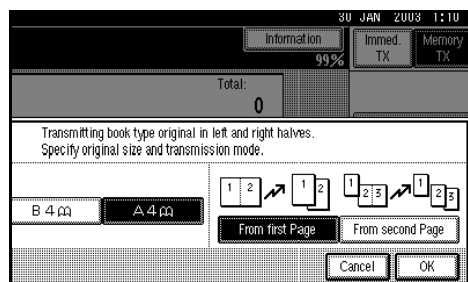 30 JAN 2003 1:10
Information
99%
Immed.
TX
Memory
TX
Total:
0
Transmitting book type original in left and right halves.
Specify original size and transmission mode.
B4
A4
1 2
1 2
1 2 3
1 2 3
From first Page
From second Page
Cancel
OK